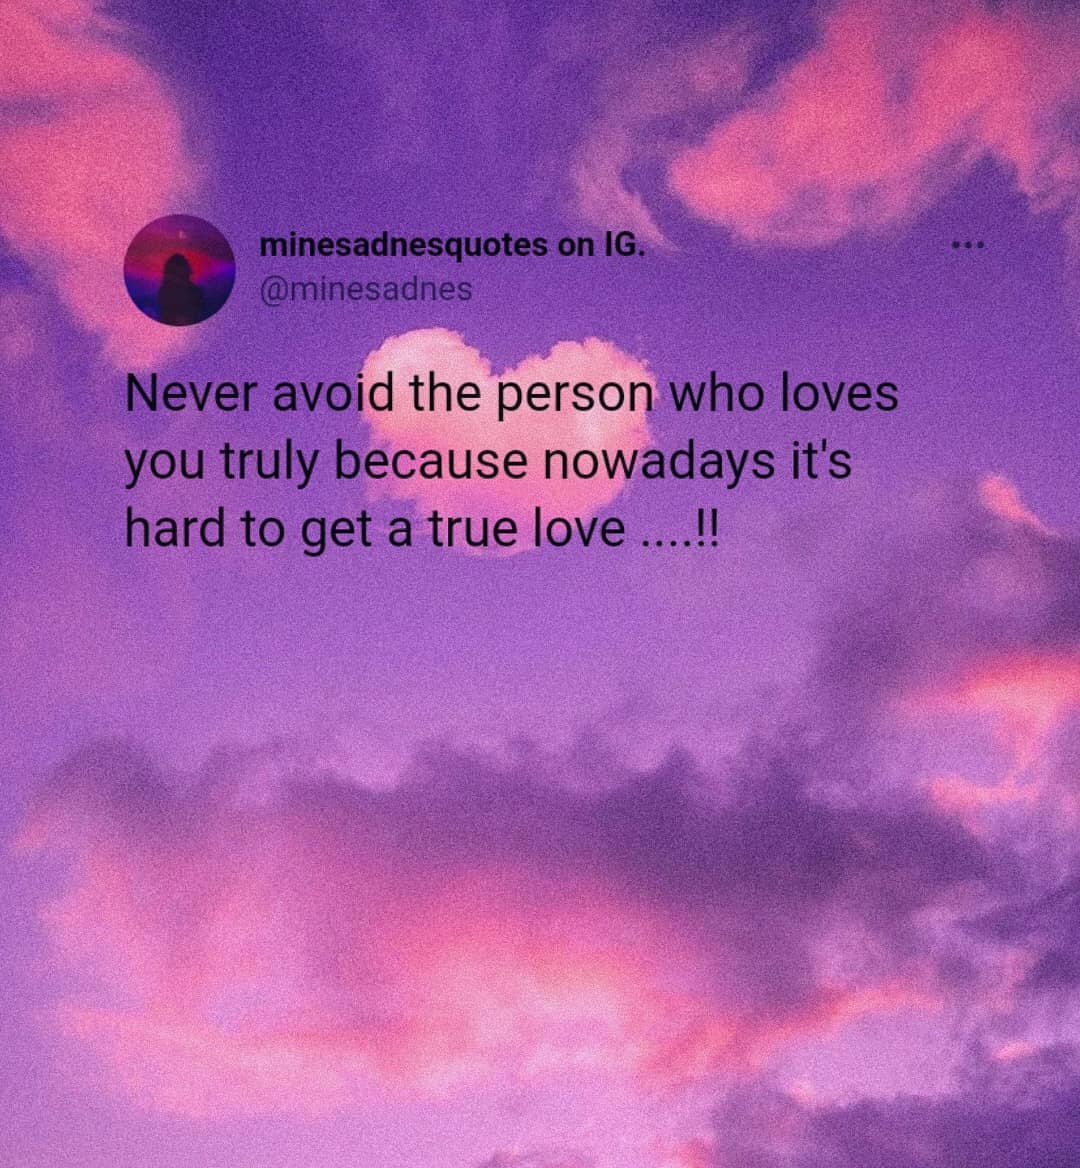 minesadnesquotes on IG.
@minesadnes
Never avoid the person who loves
you truly because nowadays it's
hard to get a true love ....!!